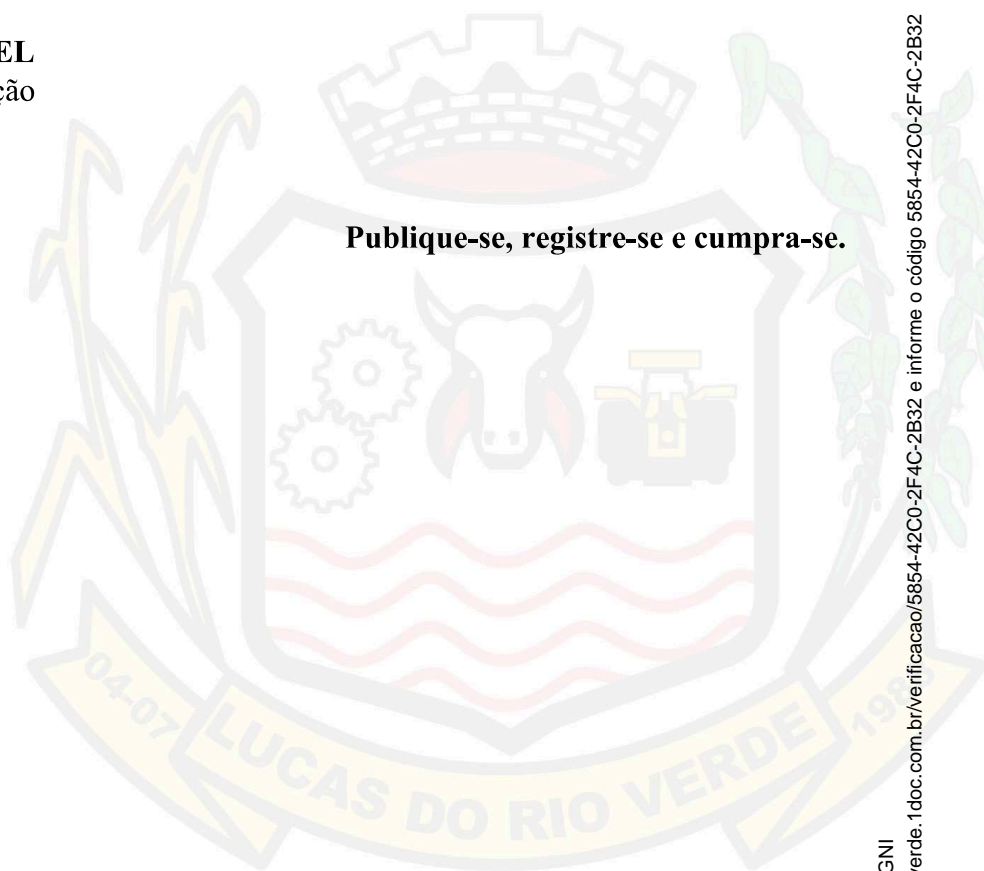 EL
ção
Publique-se, registre-se e cumpra-se.
04-07
LUCAS DO RIO VERDE
GNI
verde.1doc.com.br/verificacao/5854-42C0-2F4C-2B32 e informe o código 5854-42C0-2F4C-2B32